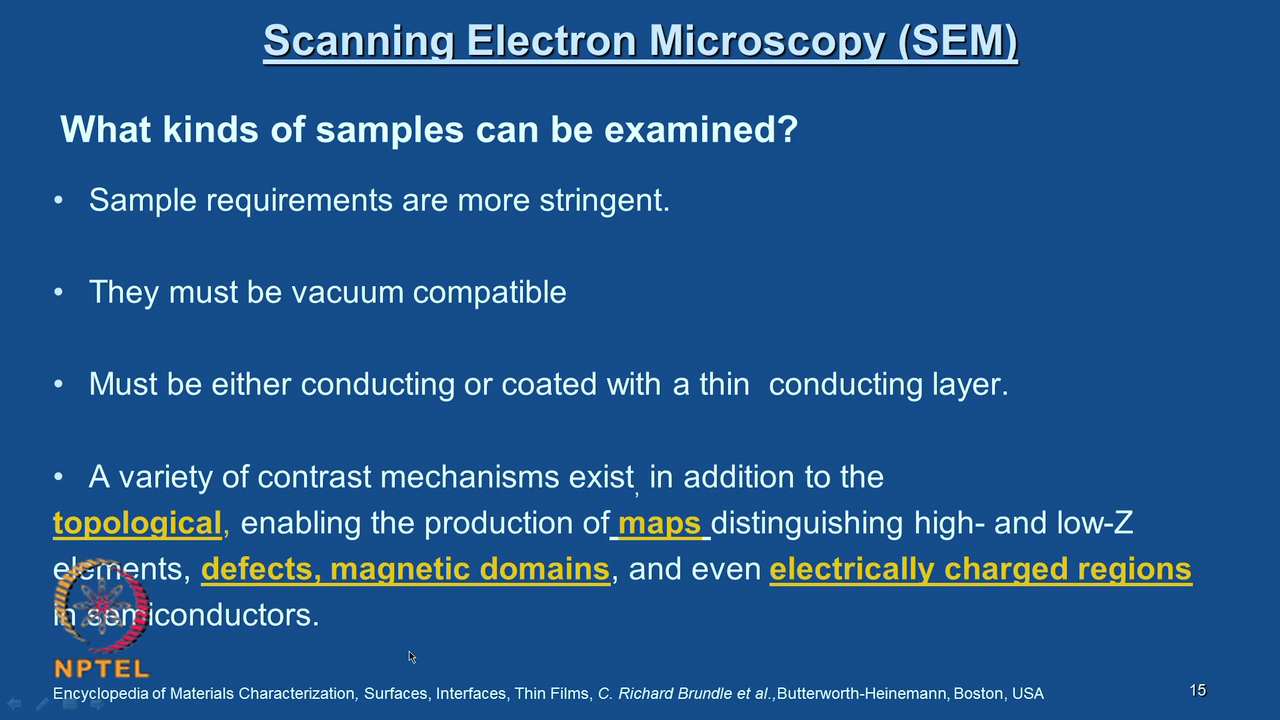 Scanning Electron Microscopy (SEM)
What kinds of samples can be examined?
• Sample requirements are more stringent.
• They must be vacuum compatible
• Must be either conducting or coated with a thin conducting layer.
• A variety of contrast mechanisms exist, in addition to the
topological, enabling the production of maps distinguishing high- and low-Z
elements, defects, magnetic domains, and even electrically charged regions
in semiconductors.
NPTEL
Encyclopedia of Materials Characterization, Surfaces, Interfaces, Thin Films, C. Richard Brundle et al.,Butterworth-Heinemann, Boston, USA
15